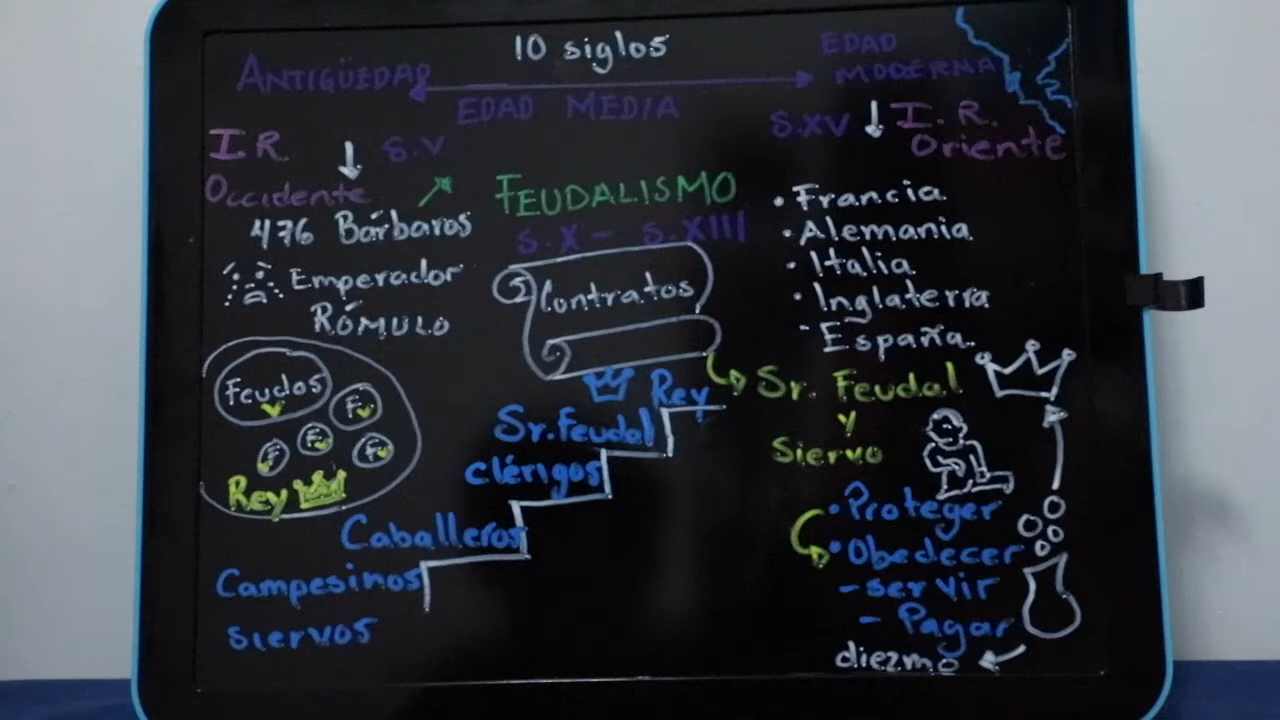 10 siglos
ANTIGÜEDAD
EDAD MODERNA
EDAD MEDIA
I.R. Occidente
S.V
S.XV
I.R. Oriente
476 Bárbaros
Emperador
RÓMULO
FEUDALISMO
S.X - S.XIII
Contratos
Francia
Alemania
Italia
Inglaterra
España
Feudos
F
F
F
F
Rey
Rey
Sr. Feudal
clérigos
Caballeros
Campesinos
siervos
Sr. Feudal
y
Siervo
Proteger
Obedecer
- servir
- Pagar
diezmo